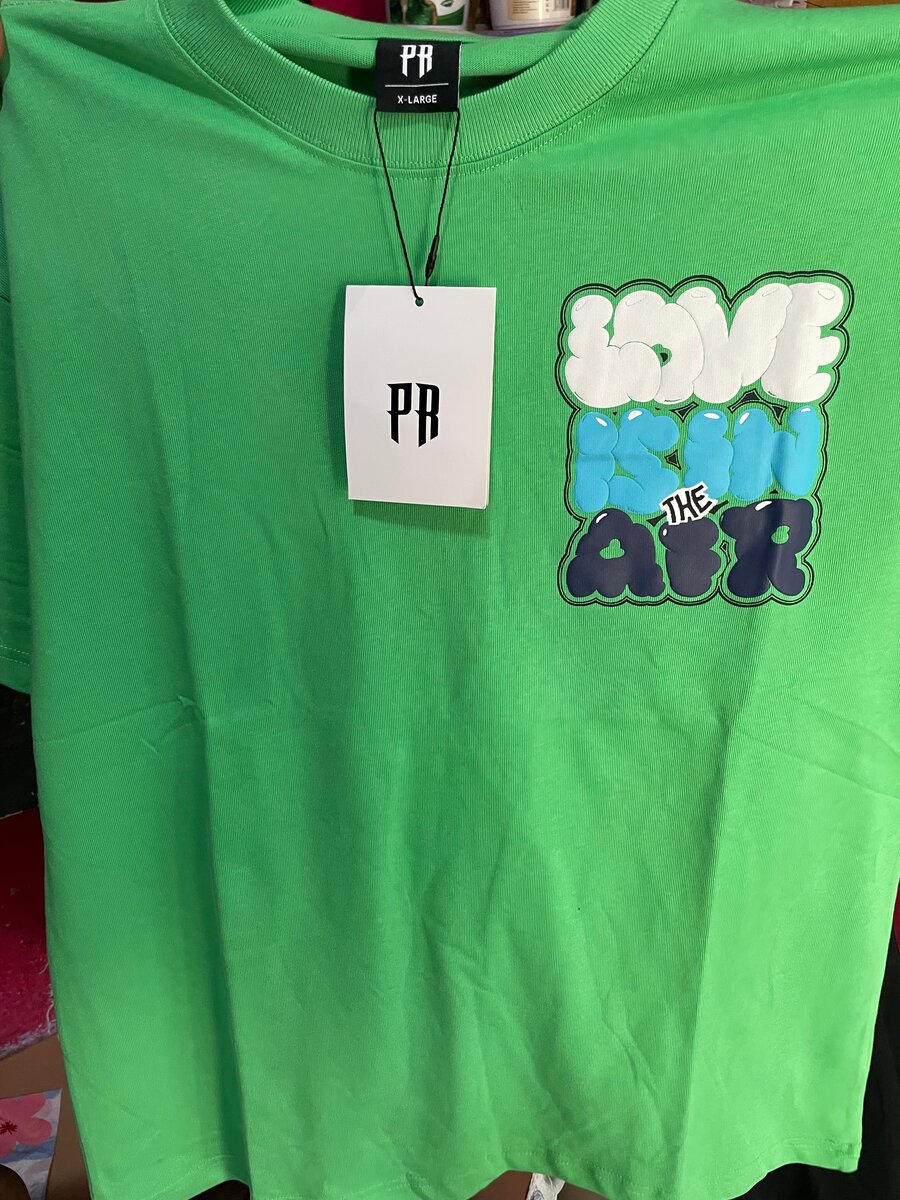 PR
X-LARGE
PR
LOVE
IS IN
THE
AIR